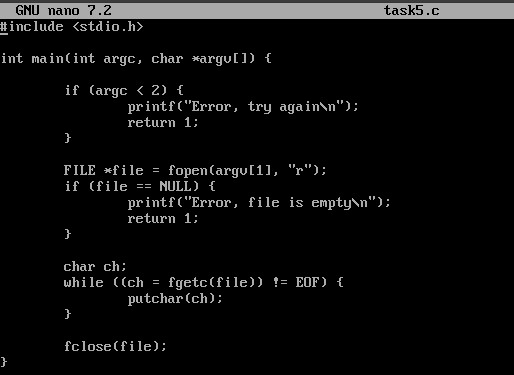 GNU nano 7.2 task5.c
#include <stdio.h>
int main(int argc, char *argv[]) {
if (argc < 2) {
printf("Error, try again\n");
return 1;
}
FILE *file = fopen(argv[1], "r");
if (file == NULL) {
printf("Error, file is empty\n");
return 1;
}
char ch;
while ((ch = fgetc(file)) != EOF) {
putchar(ch);
}
fclose(file);
}